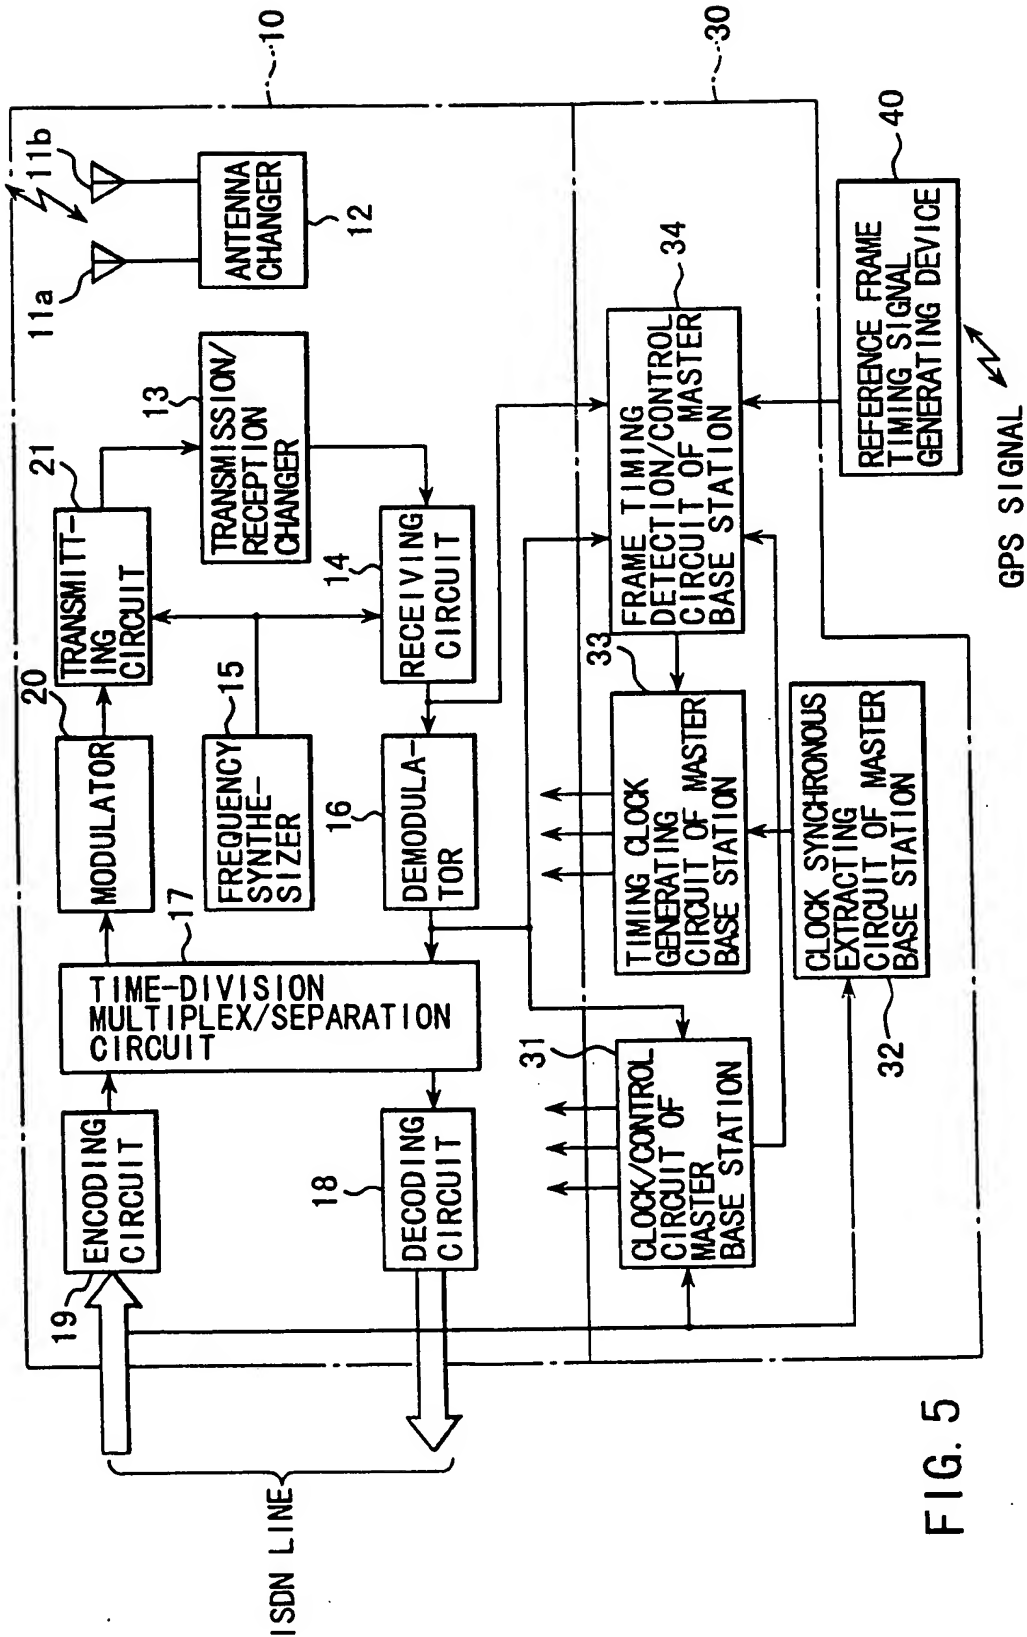 ISDN LINE
19
ENCODING
CIRCUIT
18
DECODING
CIRCUIT
17
TIME-DIVISION
MULTIPLEX/SEPARATION
CIRCUIT
20
MODULATOR
15
FREQUENCY
SYNTHE-
SIZER
16
DEMODULA-
TOR
21
TRANSMITT-
ING
CIRCUIT
13
TRANSMISSION/
RECEPTION
CHANGER
14
RECEIVING
CIRCUIT
11a
11b
ANTENNA
CHANGER
12
10
31
CLOCK/CONTROL
CIRCUIT OF
MASTER
BASE STATION
33
TIMING CLOCK
GENERATING
CIRCUIT OF MASTER
BASE STATION
34
FRAME TIMING
DETECTION/CONTROL
CIRCUIT OF MASTER
BASE STATION
30
32
CLOCK SYNCHRONOUS
EXTRACTING
CIRCUIT OF MASTER
BASE STATION
40
REFERENCE FRAME
TIMING SIGNAL
GENERATING DEVICE
GPS SIGNAL
FIG. 5